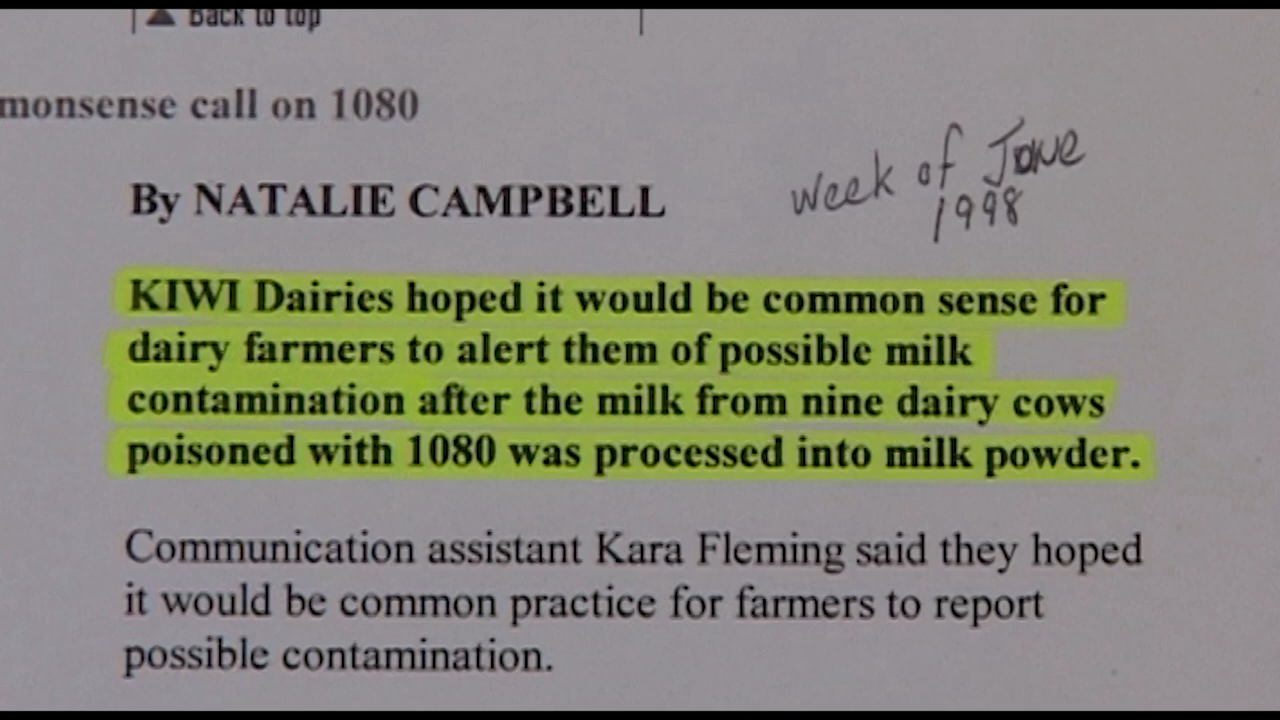 Back to top
monsense call on 1080
week of June
1998
By NATALIE CAMPBELL
KIWI Dairies hoped it would be common sense for
dairy farmers to alert them of possible milk
contamination after the milk from nine dairy cows
poisoned with 1080 was processed into milk powder.
Communication assistant Kara Fleming said they hoped
it would be common practice for farmers to report
possible contamination.